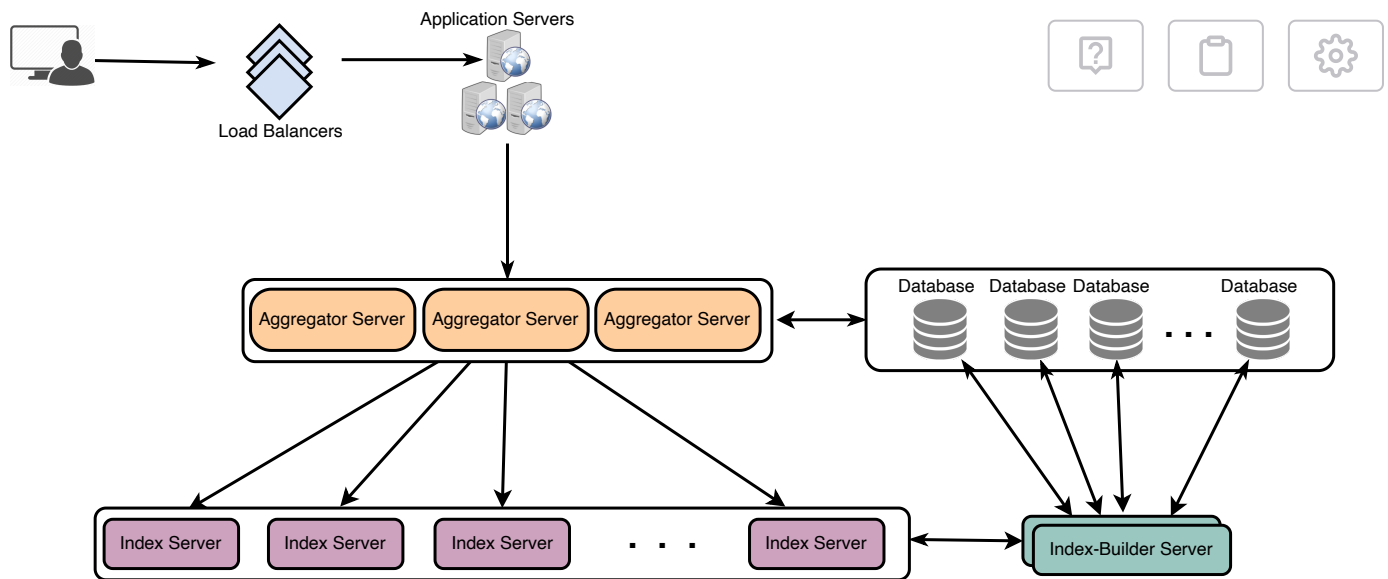 Application Servers
Load Balancers
Aggregator Server Aggregator Server Aggregator Server
Database Database Database Database
. . .
Index Server Index Server Index Server . . . Index Server
Index-Builder Server
?